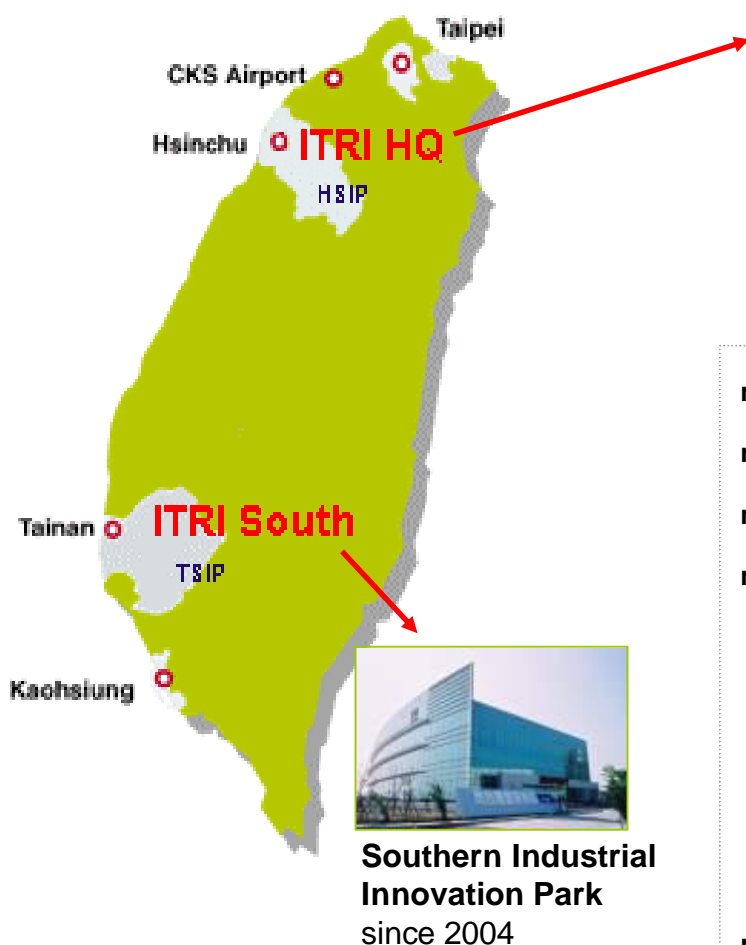 Taipei
CKS Airport
Hsinchu
ITRI HQ
HSIP
Tainan
ITRI South
TSIP
Kaohsiung
Southern Industrial
Innovation Park
since 2004